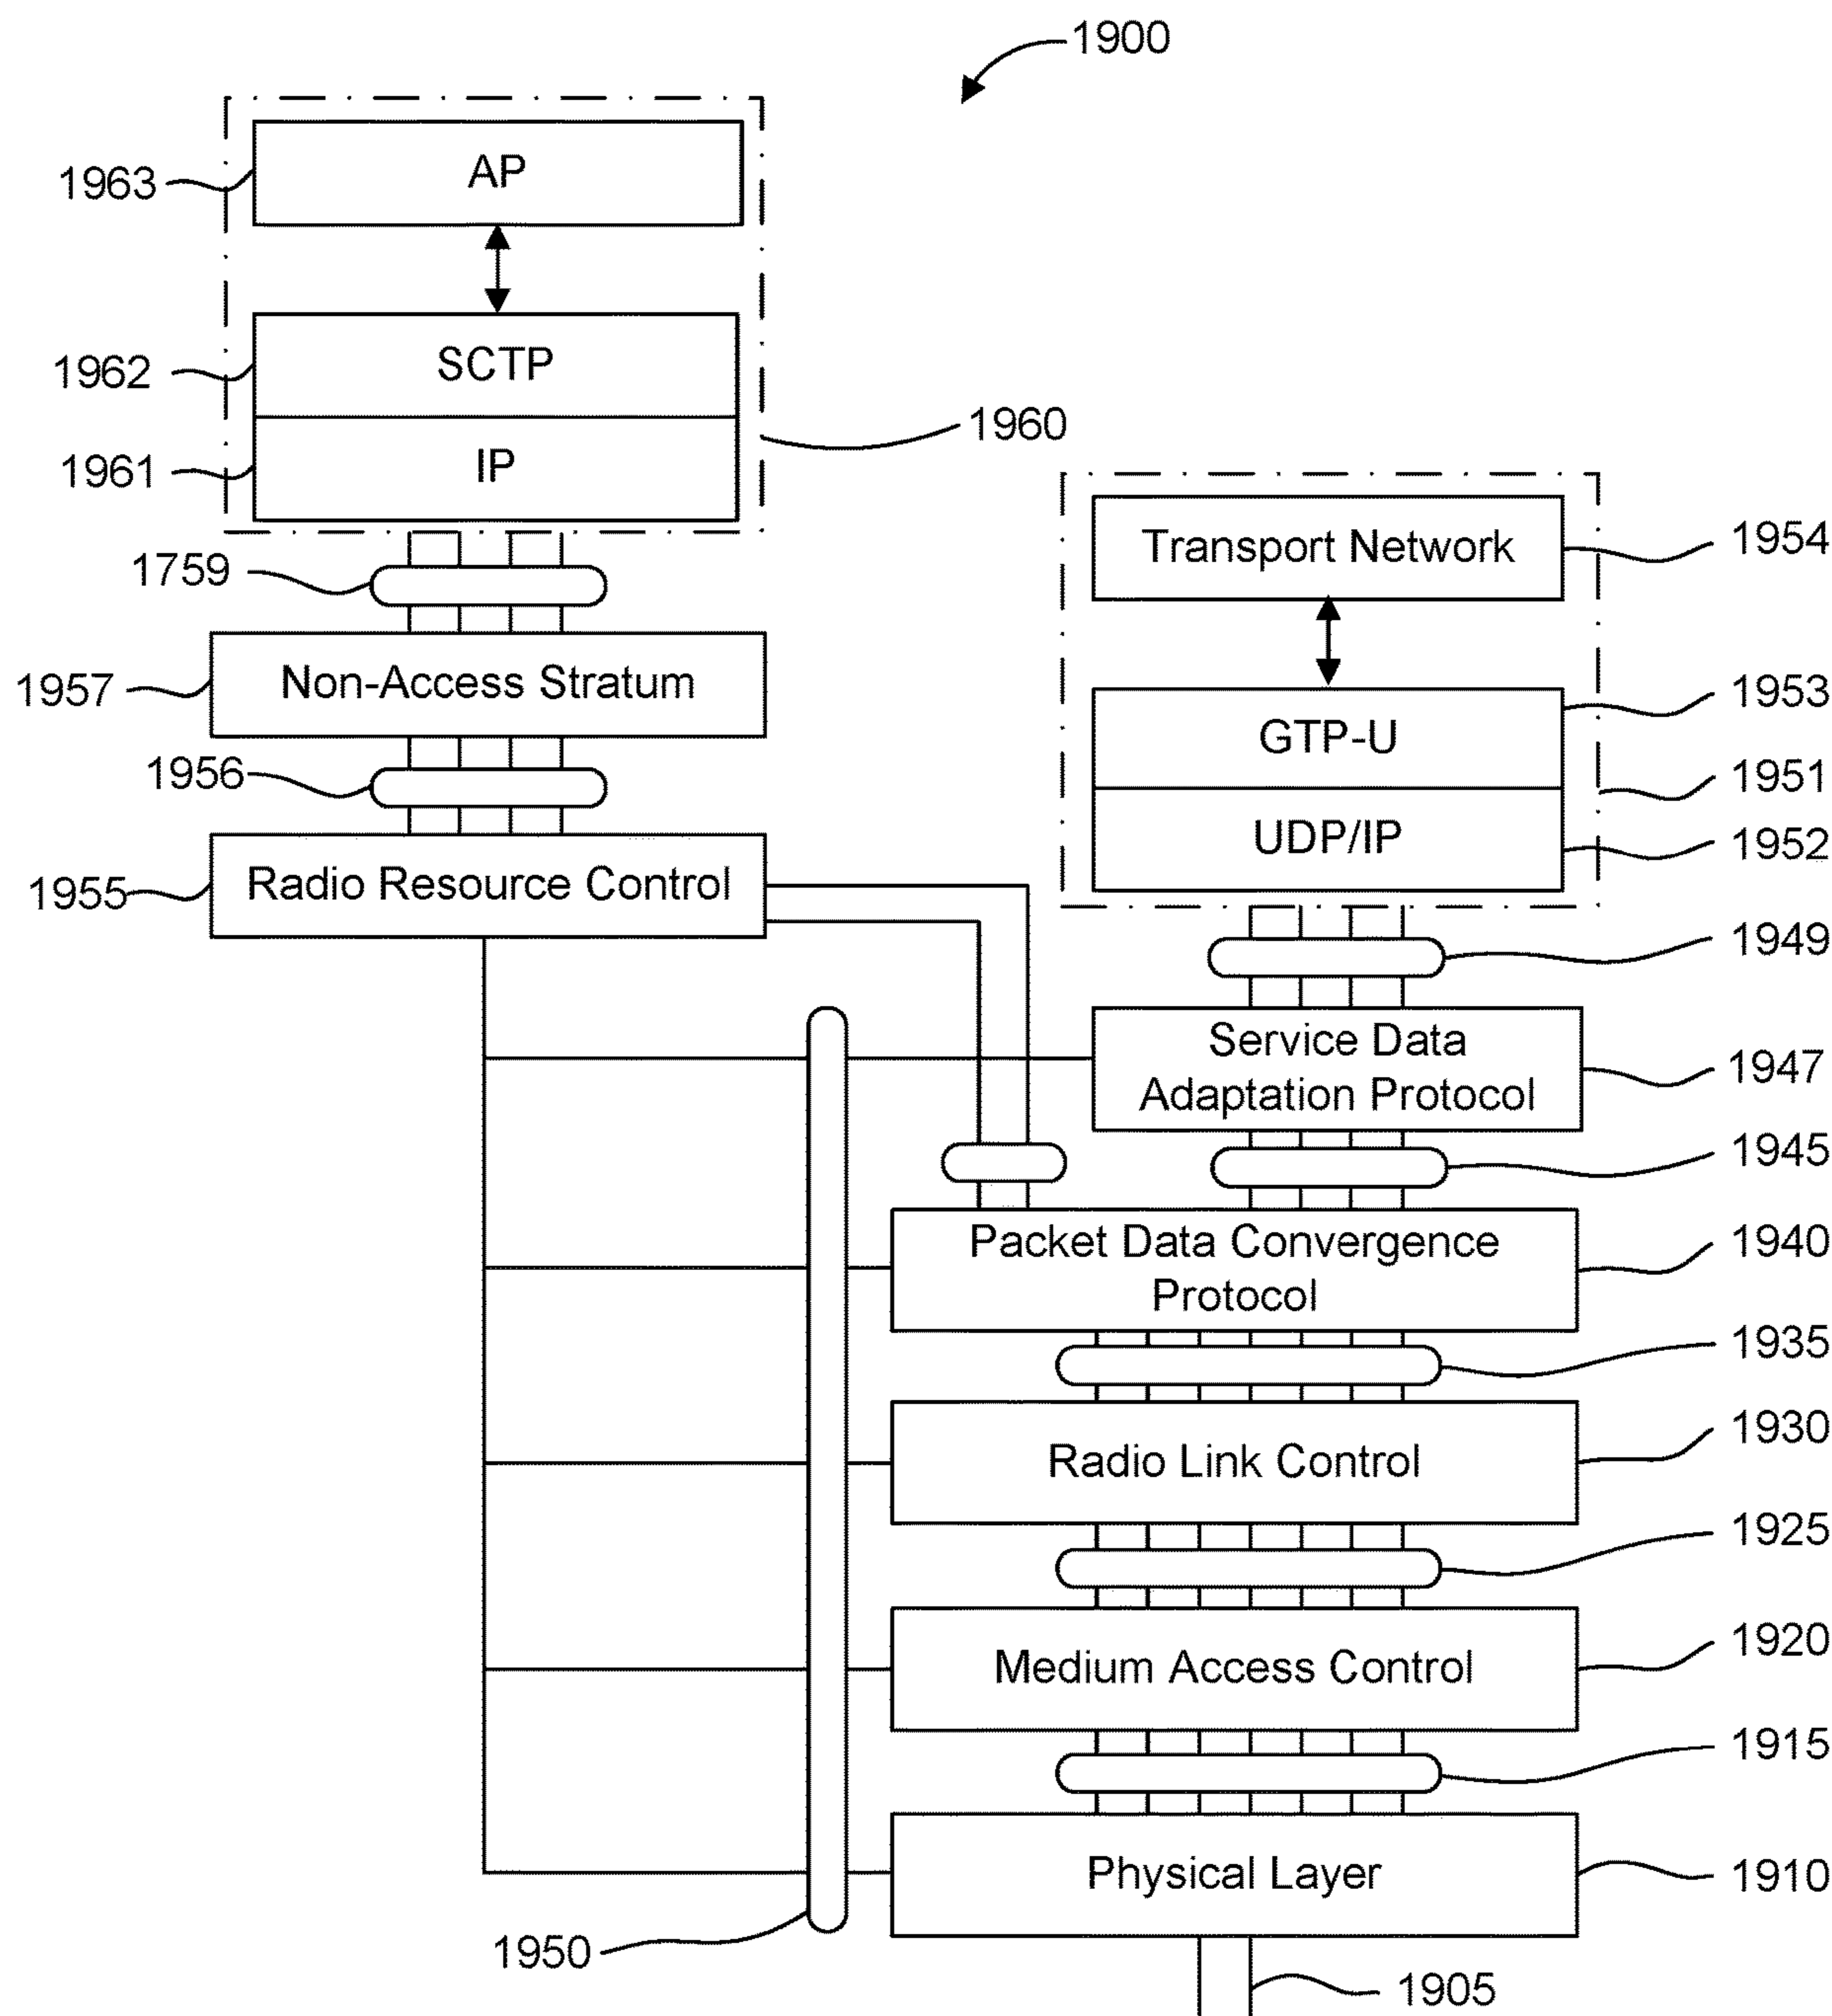 1900
AP
1963
SCTP
1962
1960
IP
1961
Transport Network
1954
1759
Non-Access Stratum
1957
1953
GTP-U
1951
1956
UDP/IP
1952
Radio Resource Control
1955
1949
Service Data
Adaptation Protocol
1947
1945
Packet Data Convergence
Protocol
1940
1935
Radio Link Control
1930
1925
Medium Access Control
1920
1915
Physical Layer
1910
1950
1905